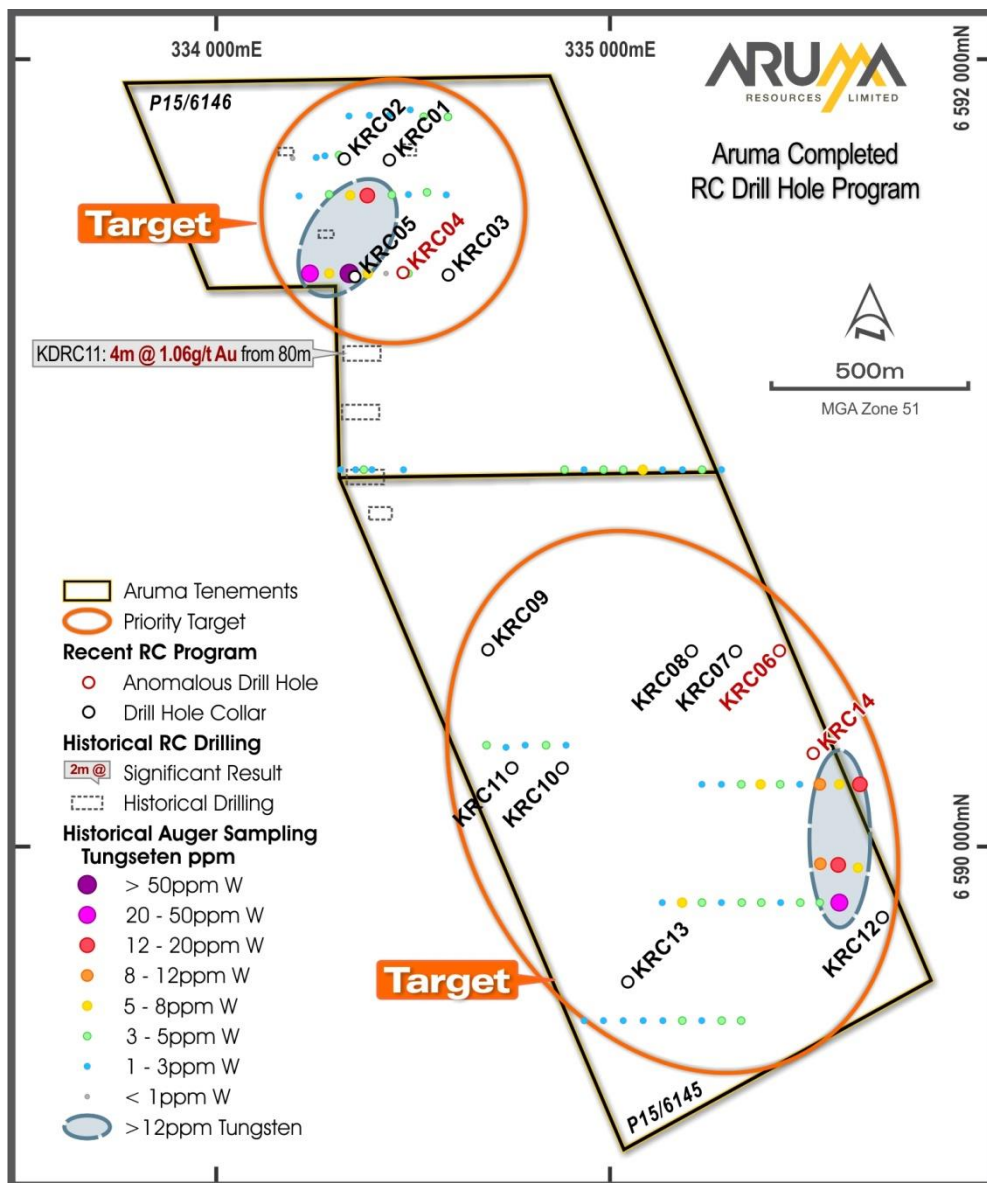 334 000mE
335 000mE
6 592 000mN
ARUMA
RESOURCES LIMITED
Aruma Completed
RC Drill Hole Program
P15/6146
KRC02
KRC01
Target
KRC05
KRC04
KRC03
N
500m
MGA Zone 51
KDRC11: 4m @ 1.06g/t Au from 80m
Aruma Tenements
Priority Target
Recent RC Program
Anomalous Drill Hole
Drill Hole Collar
Historical RC Drilling
2m @ Significant Result
Historical Drilling
Historical Auger Sampling
Tungseten ppm
> 50ppm W
20 - 50ppm W
12 - 20ppm W
8 - 12ppm W
5 - 8ppm W
3 - 5ppm W
1 - 3ppm W
< 1ppm W
>12ppm Tungsten
KRC09
KRC08
KRC07
KRC06
KRC14
KRC11
KRC10
6 590 000mN
KRC13
KRC12
Target
P15/6145